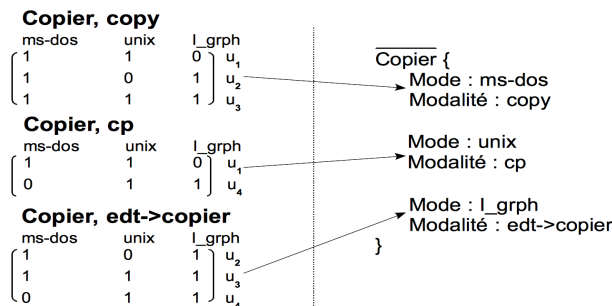 Copier, copy
ms-dos unix I_grph
1 1 0 u1
1 0 1 u2
1 1 1 u3
Copier, cp
ms-dos unix I_grph
1 1 0 u1
0 1 1 u4
Copier, edt->copier
ms-dos unix I_grph
1 0 1 u2
1 1 1 u3
0 1 1 u4
Copier {
Mode : ms-dos
Modalité : copy
Mode : unix
Modalité : cp
Mode : I_grph
Modalité : edt->copier
}